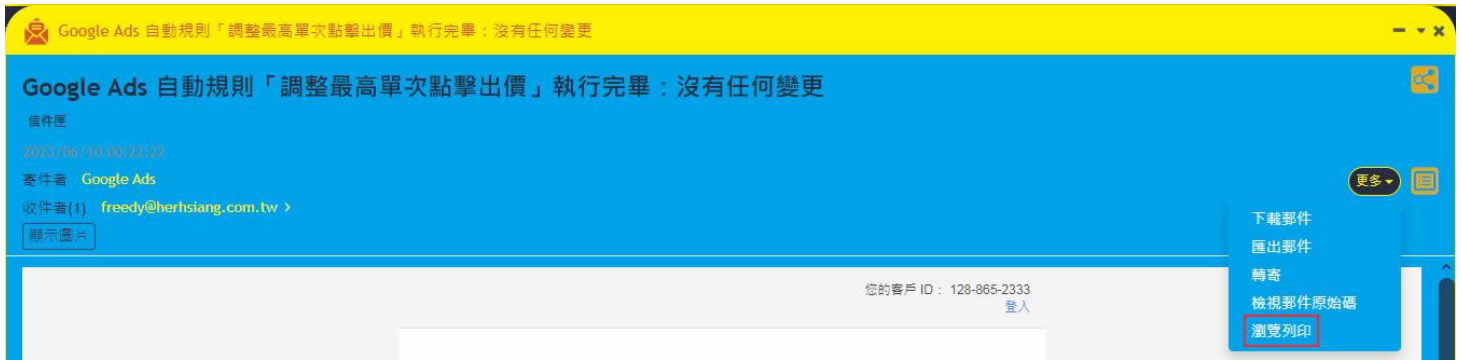 Google Ads 自動規則「調整最高單次點擊出價」執行完畢：沒有任何變更
Google Ads 自動規則「調整最高單次點擊出價」執行完畢：沒有任何變更
信件匣
2023/06/10 00:22:22
寄件者 Google Ads
更多
收件者(1) freedy@herhsiang.com.tw >
顯示圖片
下載郵件
匯出郵件
轉寄
檢視郵件原始碼
瀏覽列印
您的客戶 ID： 128-865-2333
登入